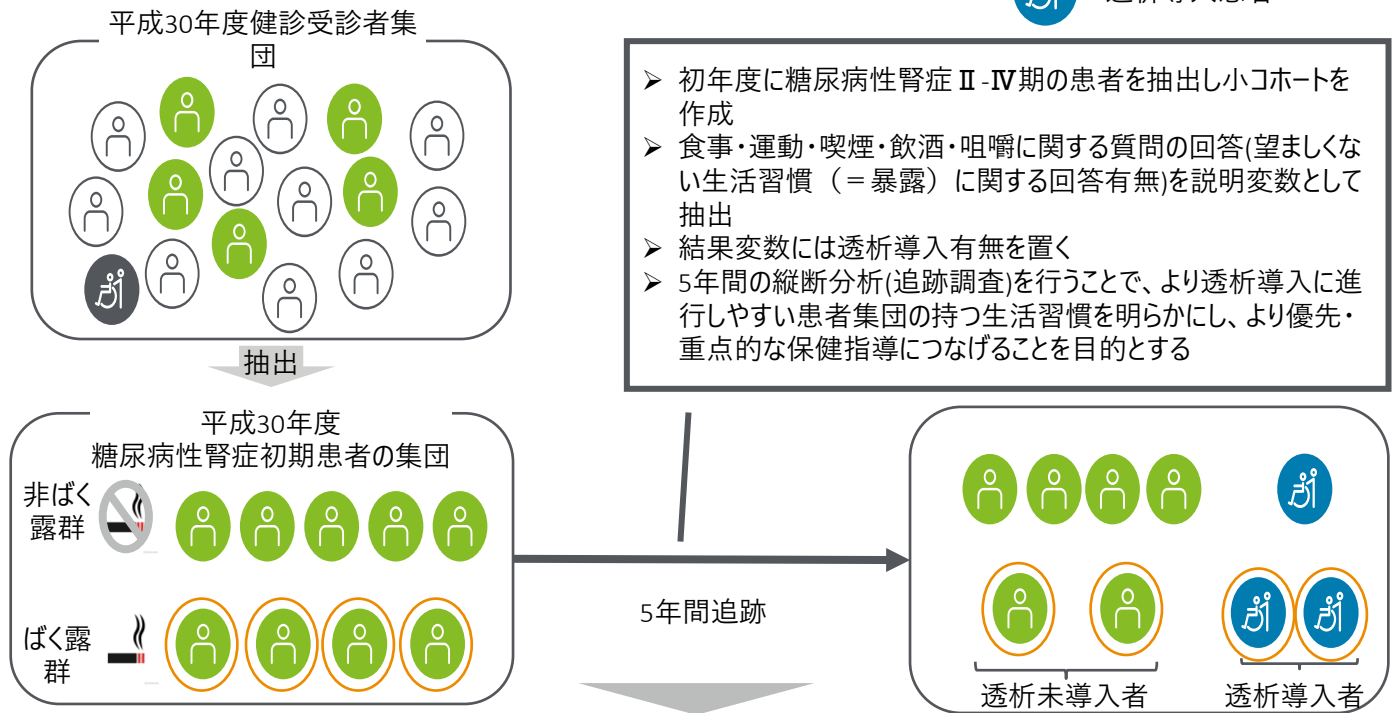 平成30年度健診受診者集
団
➢ 初年度に糖尿病性腎症Ⅱ-Ⅳ期の患者を抽出し小コホートを
作成
➢ 食事・運動・喫煙・飲酒・咀嚼に関する質問の回答(望ましくな
い生活習慣（＝暴露）に関する回答有無)を説明変数として
抽出
➢ 結果変数には透析導入有無を置く
➢ 5年間の縦断分析(追跡調査)を行うことで、より透析導入に進
行しやすい患者集団の持つ生活習慣を明らかにし、より優先・
重点的な保健指導につなげることを目的とする
抽出
平成30年度
糖尿病性腎症初期患者の集団
非ばく
露群
ばく露
群
5年間追跡
透析未導入者
透析導入者